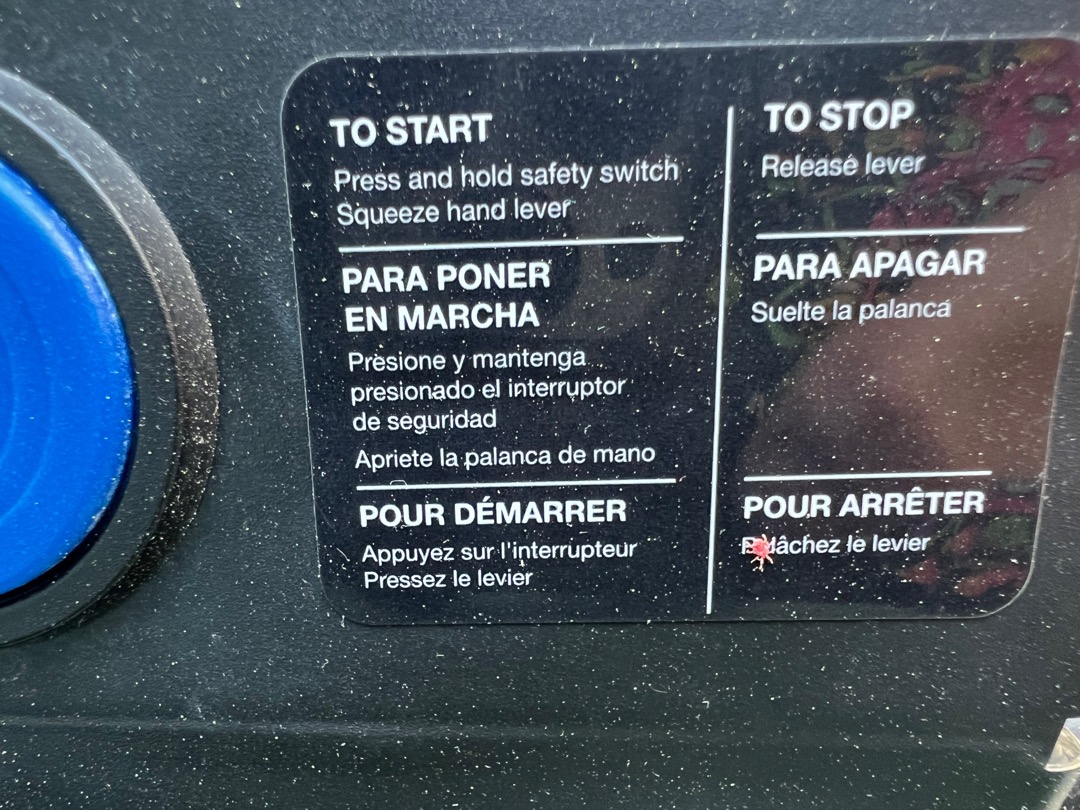 TO START
Press and hold safety switch
Squeeze hand lever
PARA PONER
EN MARCHA
Presione y mantenga
presionado el interruptor
de seguridad
Apriete la palanca de mano
POUR DÉMARRER
Appuyez sur l'interrupteur
Pressez le levier
TO STOP
Release lever
PARA APAGAR
Suelte la palanca
POUR ARRÊTER
le levier